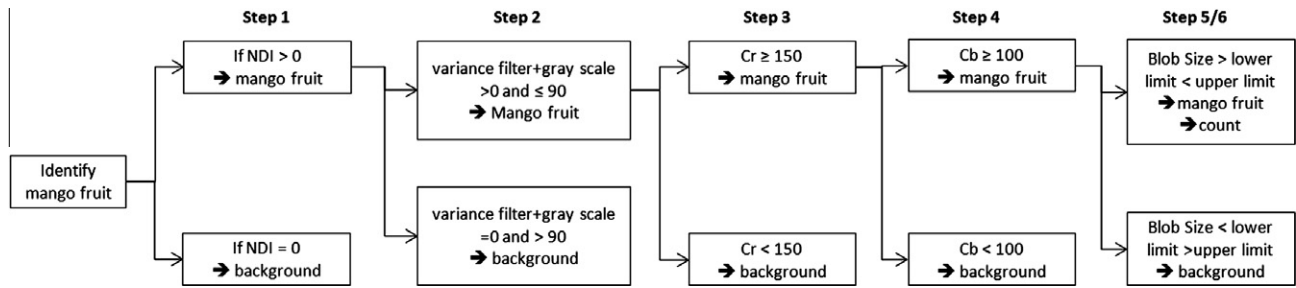 Step 1
Step 2
Step 3
Step 4
Step 5/6
Identify
mango fruit
If NDI > 0
➔ mango fruit
If NDI = 0
➔ background
variance filter+gray scale
>0 and ≤ 90
➔ Mango fruit
variance filter+gray scale
=0 and > 90
➔ background
Cr ≥ 150
➔ mango fruit
Cr < 150
➔ background
Cb ≥ 100
➔ mango fruit
Cb < 100
➔ background
Blob Size > lower
limit < upper limit
➔ mango fruit
➔ count
Blob Size < lower
limit >upper limit
➔ background